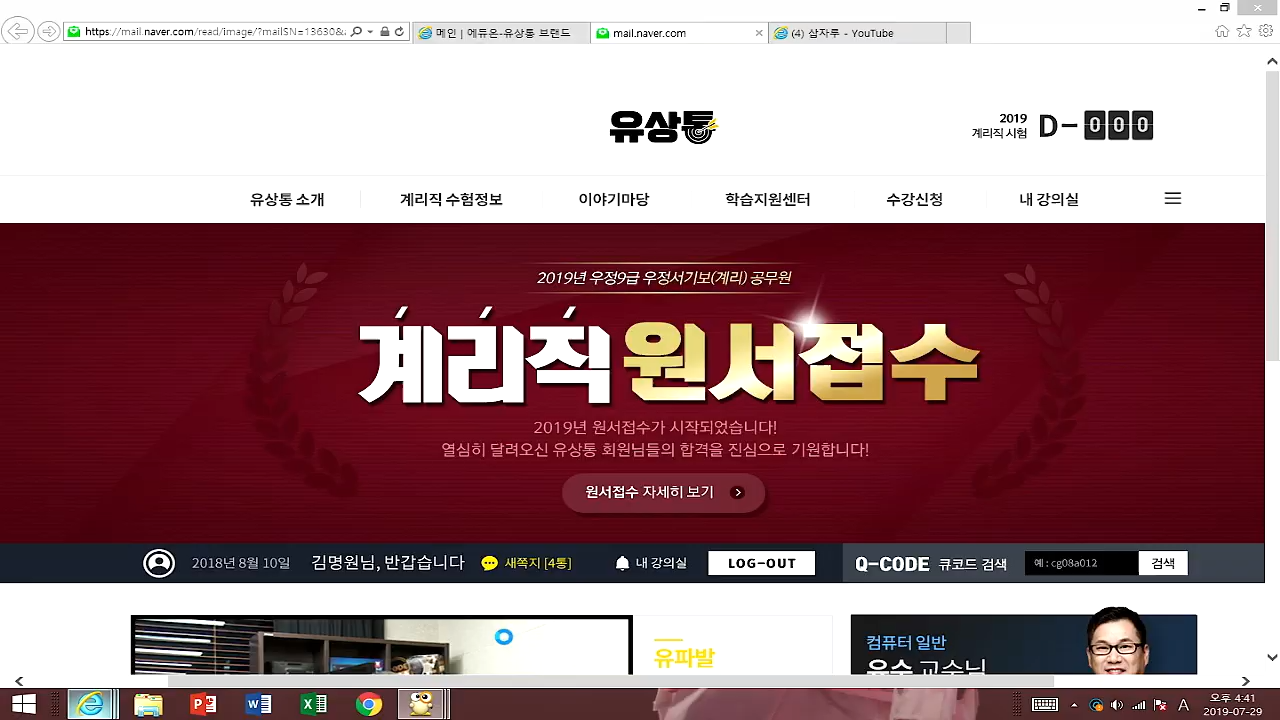 https://mail.naver.com/read/image/?mailSN=13630&
메인 | 에듀온-유상통 브랜드
mail.naver.com
(4) 삼자루 - YouTube
유상통
2019
계리직 시험
D-000
유상통 소개
계리직 수험정보
이야기마당
학습지원센터
수강신청
내 강의실
2019년 우정9급 우정서기보(계리) 공무원
계리직 원서접수
2019년 원서접수가 시작되었습니다!
열심히 달려오신 유상통 회원님들의 합격을 진심으로 기원합니다!
원서접수 자세히 보기
2018년 8월 10일
김명원님, 반갑습니다
새쪽지 [4통]
내 강의실
LOG-OUT
Q-CODE 큐코드 검색
예 : cg08a012
검색
유파발
컴퓨터 일반
교수님
A
오후 4:41
2019-07-29